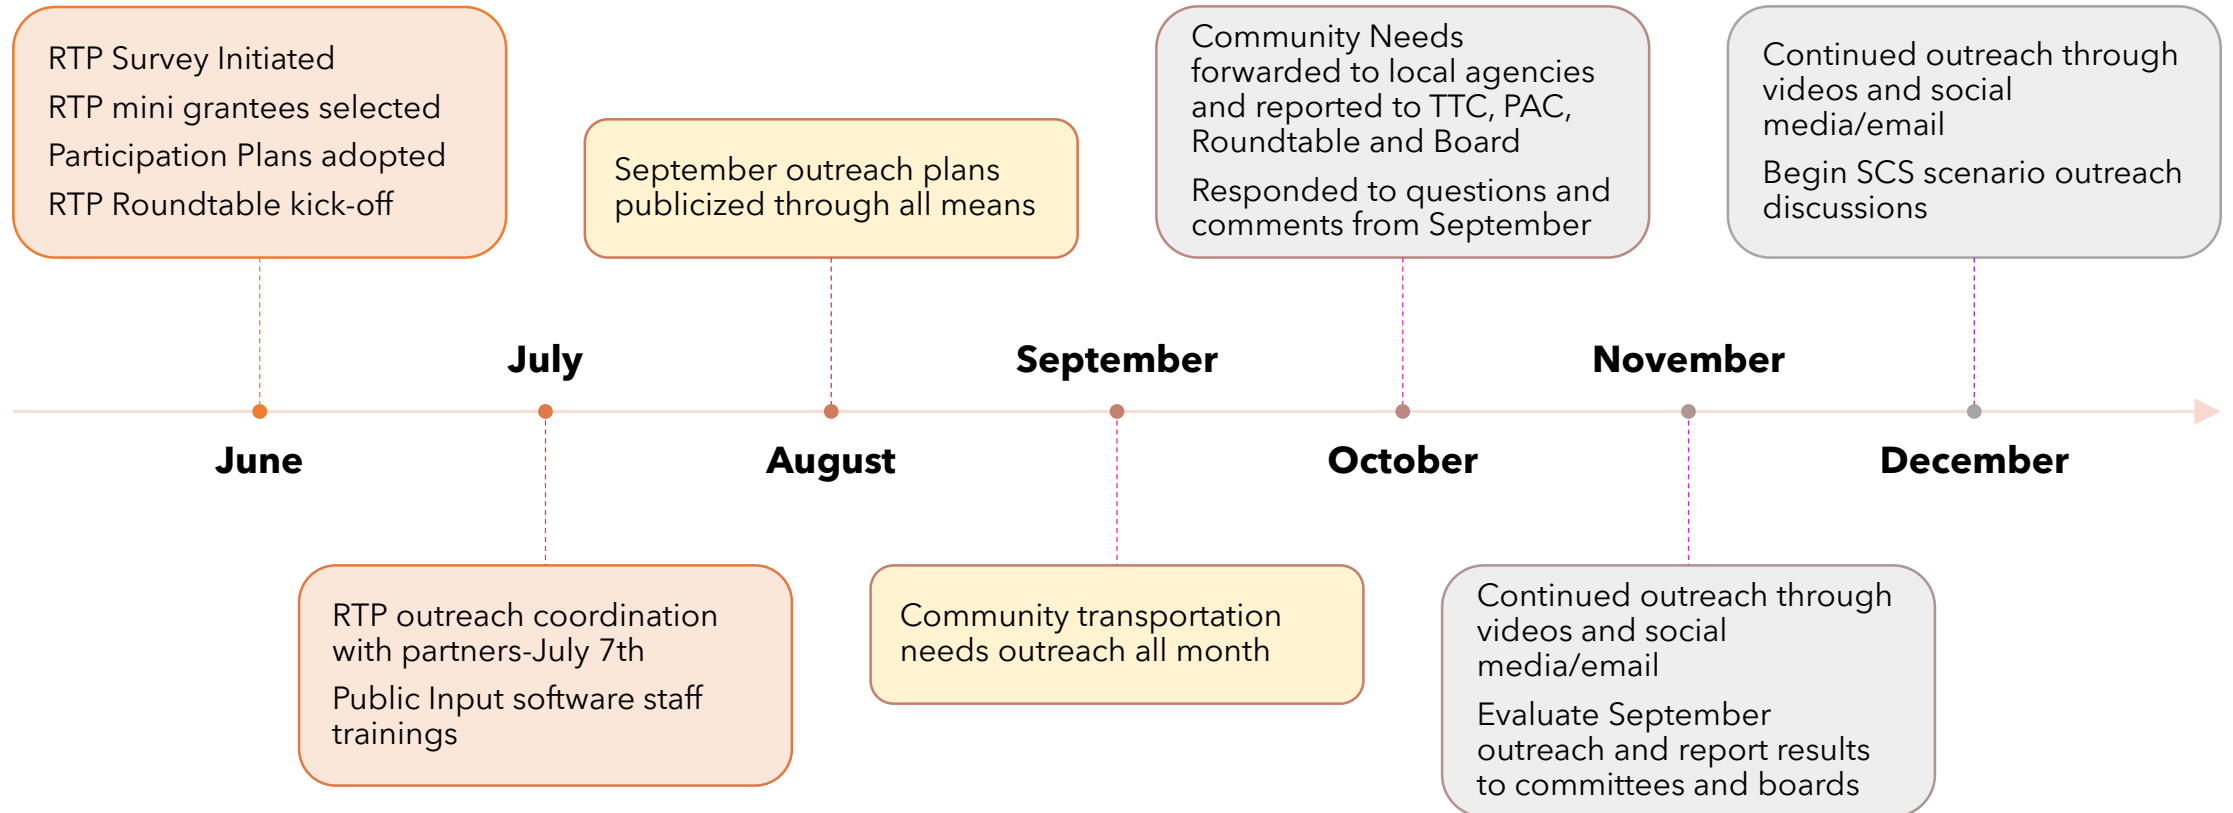 RTP Survey Initiated
RTP mini grantees selected
Participation Plans adopted
RTP Roundtable kick-off
September outreach plans
publicized through all means
Community Needs
forwarded to local agencies
and reported to TTC, PAC,
Roundtable and Board
Responded to questions and
comments from September
Continued outreach through
videos and social
media/email
Begin SCS scenario outreach
discussions
July
September
November
June
August
October
December
RTP outreach coordination
with partners-July 7th
Public Input software staff
trainings
Community transportation
needs outreach all month
Continued outreach through
videos and social
media/email
Evaluate September
outreach and report results
to committees and boards